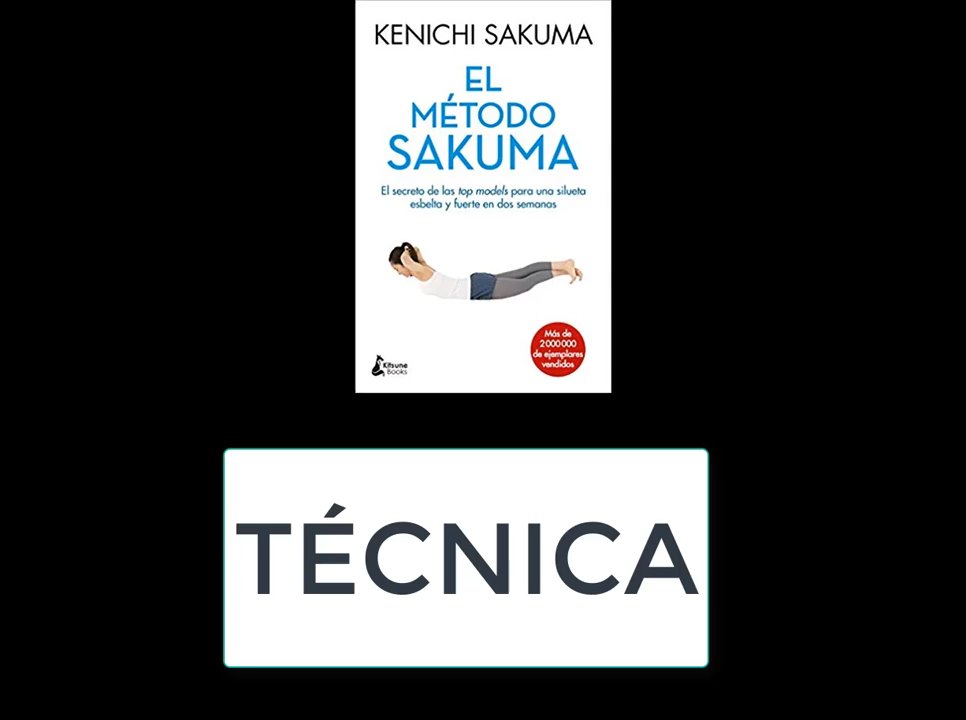 KENICHI SAKUMA
EL
MÉTODO
SAKUMA
El secreto de las top models para una silueta
esbelta y fuerte en dos semanas
Más de
2 000 000
de ejemplares
vendidos
Kitsune
Books
TÉCNICA